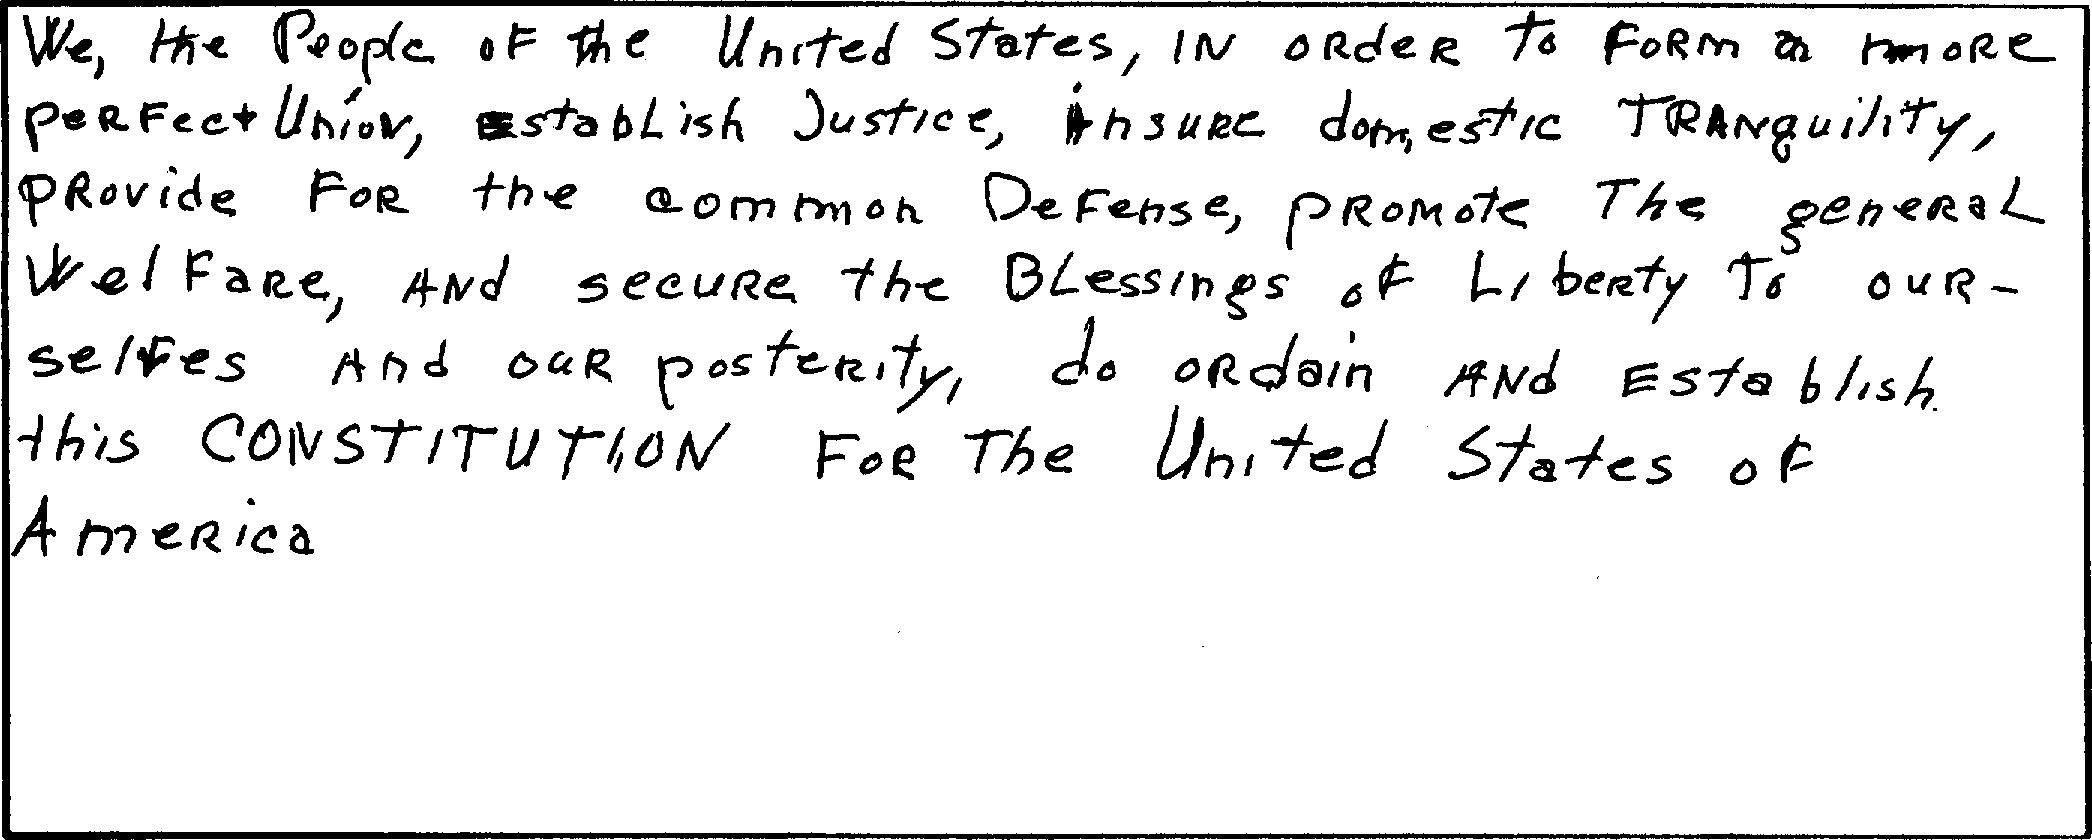 We, the People of the United States, in order to form a more
perfect Union, establish Justice, insure domestic Tranquility,
provide for the common Defense, promote The general
Welfare, and secure the Blessings of Liberty To our-
selves and our posterity, do ordain and establish
this CONSTITUTION For The United States of
America